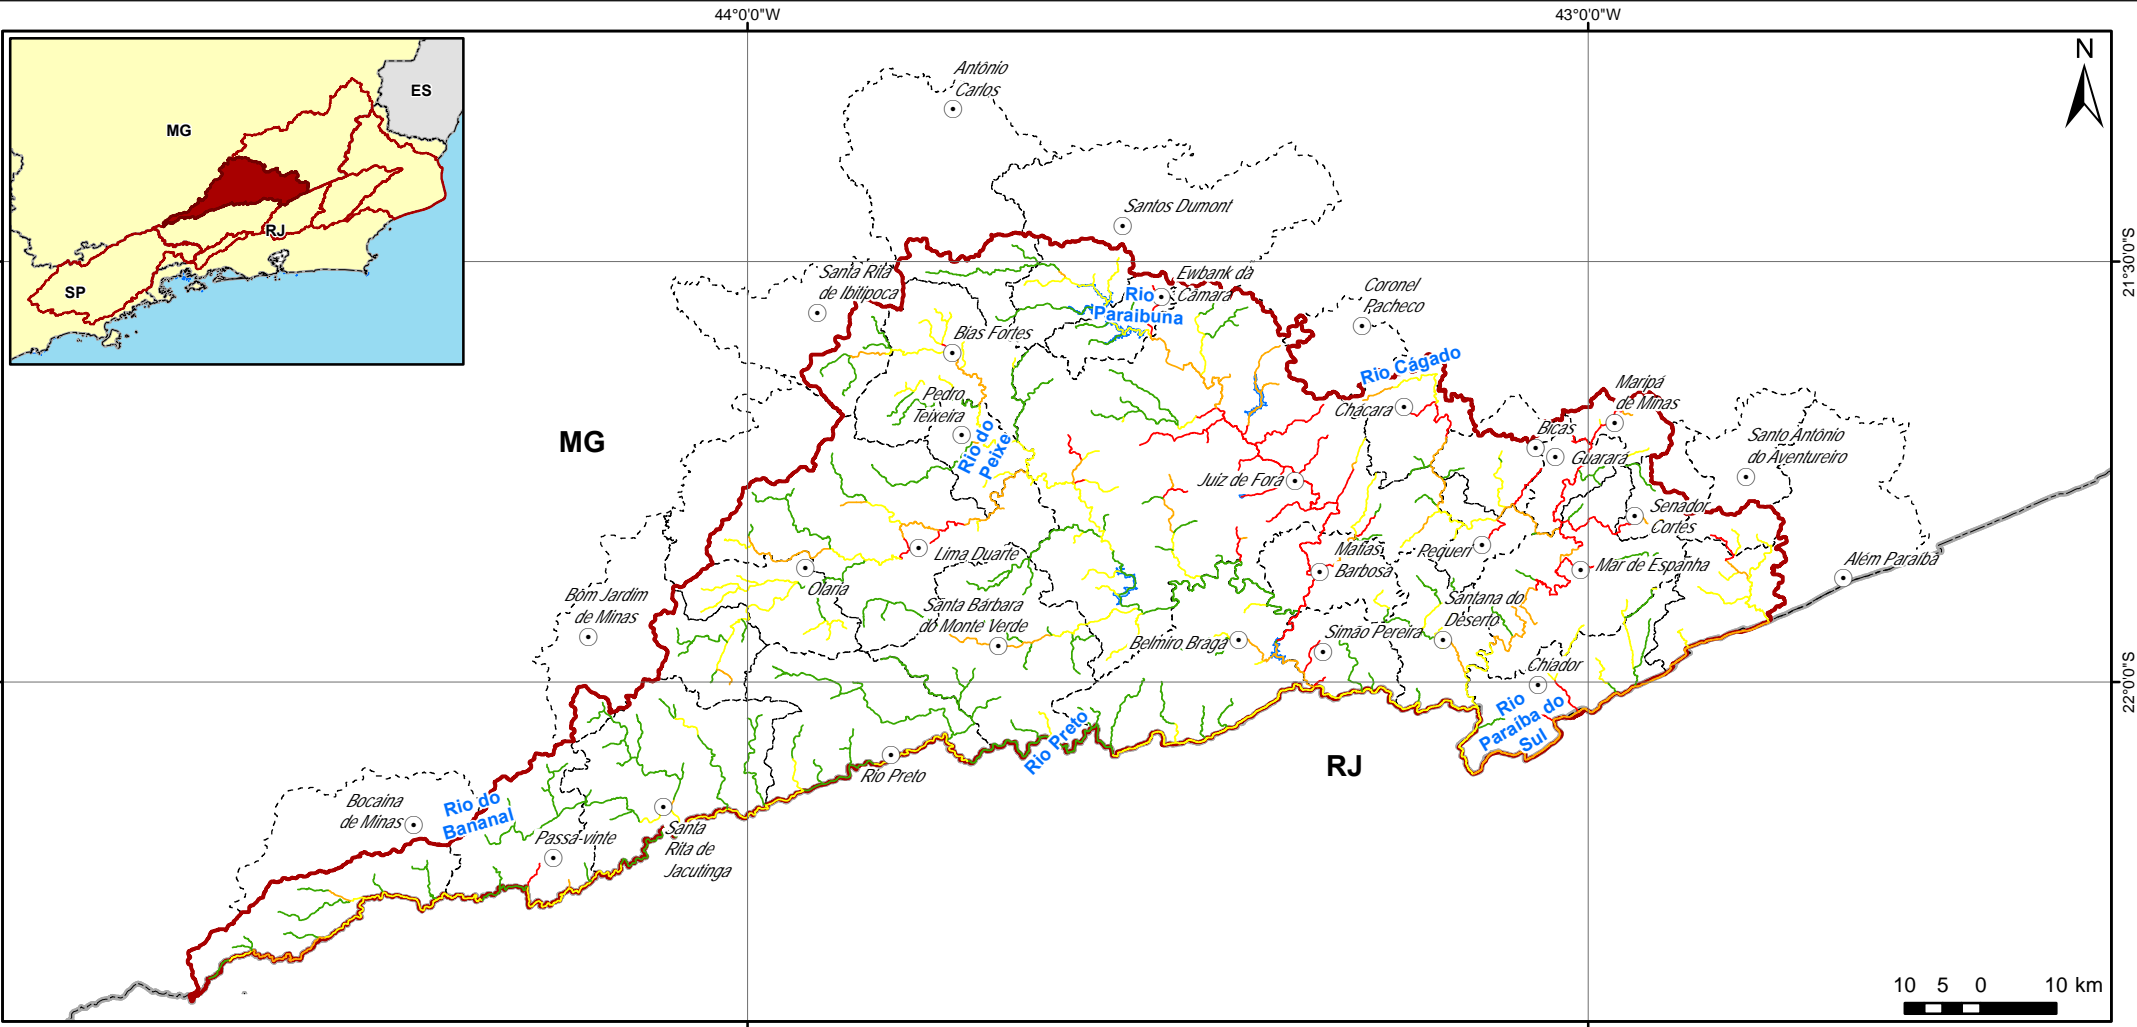 44°0'0"W
43°0'0"W
N
ES
MG
RJ
SP
21°30'0"S
22°0'0"S
Antônio
Carlos
Santos Dumont
Santa Rita
de Ibitipoca
Ewbank da
Câmara
Rio
Paraibuna
Coronel
Pacheco
Bias Fortes
Rio Cágado
Pedro
Teixeira
Chácara
Maripá
de Minas
Rio do
Peixe
Bicas
Guarará
Santo Antônio
do Aventureiro
MG
Juiz de Fora
Senador
Cortes
Lima Duarte
Matias
Barbosa
Pequeri
Mar de Espanha
Além Paraíba
Olaria
Bom Jardim
de Minas
Santa Bárbara
do Monte Verde
Santana do
Deserto
Belmiro Braga
Simão Pereira
Chiador
Rio
Paraíba do
Sul
Rio Preto
RJ
Rio Preto
Bocaina
de Minas
Rio do
Bananal
Passa-vinte
Santa
Rita de
Jacutinga
10 5 0 10 km